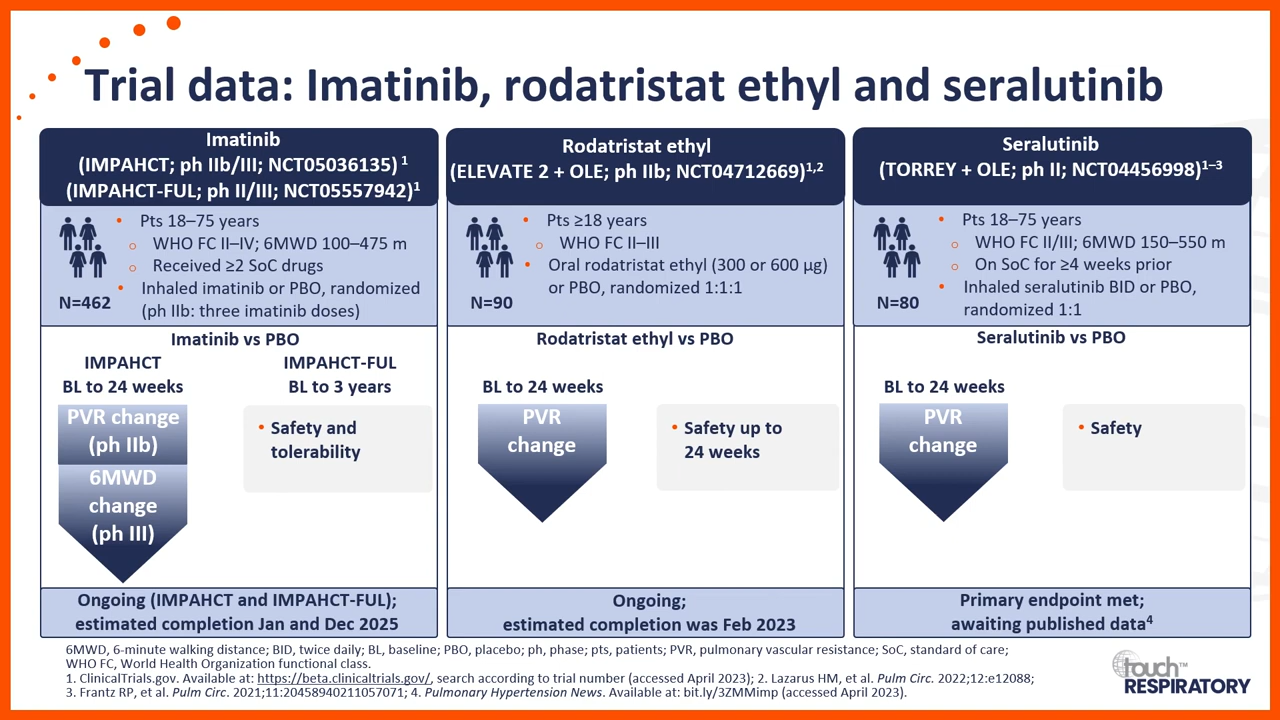 Trial data: Imatinib, rodatristat ethyl and seralutinib
Imatinib
(IMPAHCT; ph IIb/III; NCT05036135)1
(IMPAHCT-FUL; ph II/III; NCT05557942)1
• Pts 18–75 years
o WHO FC II–IV; 6MWD 100–475 m
o Received ≥2 SoC drugs
• Inhaled imatinib or PBO, randomized
(ph IIb: three imatinib doses)
N=462
Imatinib vs PBO
IMPAHCT
BL to 24 weeks
PVR change
(ph IIb)
6MWD
change
(ph III)
IMPAHCT-FUL
BL to 3 years
• Safety and
tolerability
Ongoing (IMPAHCT and IMPAHCT-FUL);
estimated completion Jan and Dec 2025
Rodatristat ethyl
(ELEVATE 2 + OLE; ph IIb; NCT04712669)1,2
• Pts ≥18 years
o WHO FC II–III
• Oral rodatristat ethyl (300 or 600 µg)
or PBO, randomized 1:1:1
N=90
Rodatristat ethyl vs PBO
BL to 24 weeks
PVR
change
• Safety up to
24 weeks
Ongoing;
estimated completion was Feb 2023
Seralutinib
(TORREY + OLE; ph II; NCT04456998)1–3
• Pts 18–75 years
o WHO FC II/III; 6MWD 150–550 m
o On SoC for ≥4 weeks prior
• Inhaled seralutinib BID or PBO,
randomized 1:1
N=80
Seralutinib vs PBO
BL to 24 weeks
PVR
change
• Safety
Primary endpoint met;
awaiting published data4
6MWD, 6-minute walking distance; BID, twice daily; BL, baseline; PBO, placebo; ph, phase; pts, patients; PVR, pulmonary vascular resistance; SoC, standard of care;
WHO FC, World Health Organization functional class.
1. ClinicalTrials.gov. Available at: https://beta.clinicaltrials.gov/, search according to trial number (accessed April 2023); 2. Lazarus HM, et al. Pulm Circ. 2022;12:e12088;
3. Frantz RP, et al. Pulm Circ. 2021;11:20458940211057071; 4. Pulmonary Hypertension News. Available at: bit.ly/3ZMMimp (accessed April 2023).
touch™
RESPIRATORY